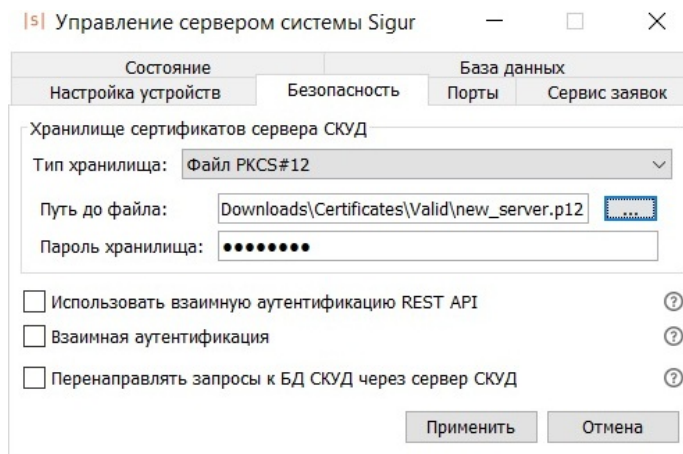 |s| Управление сервером системы Sigur
Состояние База данных
Настройка устройств Безопасность Порты Сервис заявок
Хранилище сертификатов сервера СКУД
Тип хранилища: Файл PKCS#12
Путь до файла: Downloads\Certificates\Valid\new_server.p12 ...
Пароль хранилища: ●●●●●●●●
Использовать взаимную аутентификацию REST API ?
Взаимная аутентификация ?
Перенаправлять запросы к БД СКУД через сервер СКУД ?
Применить Отмена